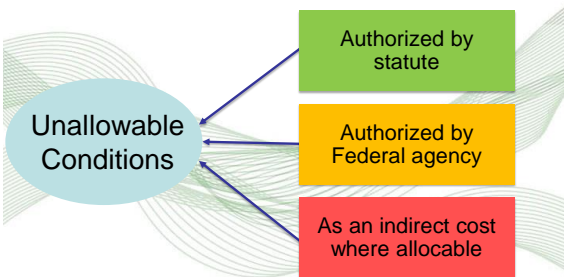 Unallowable
Conditions
Authorized by
statute
Authorized by
Federal agency
As an indirect cost
where allocable